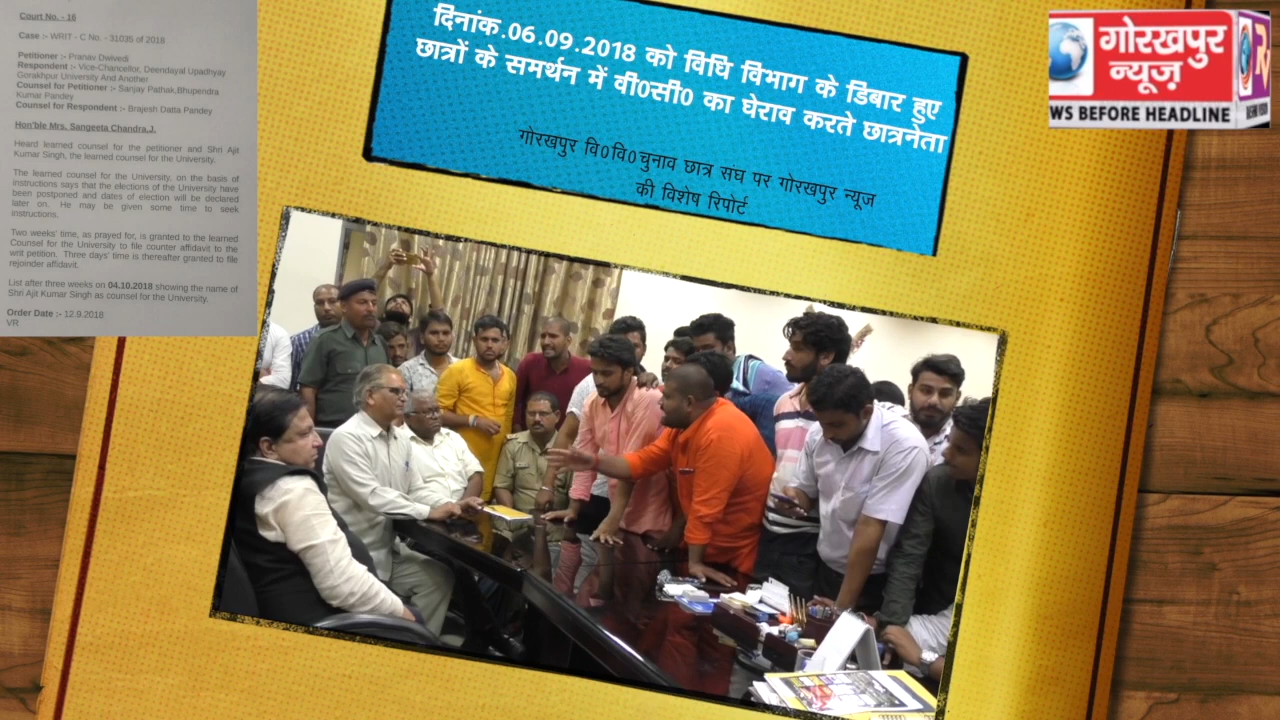 Court No. - 16
Case :- WRIT - C No. - 31035 of 2018
Petitioner :- Pranav Dwivedi
Respondent :- Vice-Chancellor, Deendayal Upadhyay
Gorakhpur University And Another
Counsel for Petitioner :- Sanjay Pathak,Bhupendra
Kumar Pandey
Counsel for Respondent :- Brajesh Datta Pandey
Hon'ble Mrs. Sangeeta Chandra,J.
Heard learned counsel for the petitioner and Shri Ajit
Kumar Singh, the learned counsel for the University.
The learned counsel for the University, on the basis of
instructions says that the elections of the University have
been postponed and dates of election will be declared
later on. He may be given some time to seek
instructions.
Two weeks' time, as prayed for, is granted to the learned
Counsel for the University to file counter affidavit to the
writ petition. Three days' time is thereafter granted to file
rejoinder affidavit.
List after three weeks on 04.10.2018 showing the name of
Shri Ajit Kumar Singh as counsel for the University.
Order Date :- 12.9.2018
VR
दिनांक.06.09.2018 को विधि विभाग के डिबार हुए
छात्रों के समर्थन में वी0सी0 का घेराव करते छात्रनेता
गोरखपुर वि0वि0चुनाव छात्र संघ पर गोरखपुर न्यूज
की विशेष रिपोर्ट
गोरखपुर
न्यूज़
WS BEFORE HEADLINE